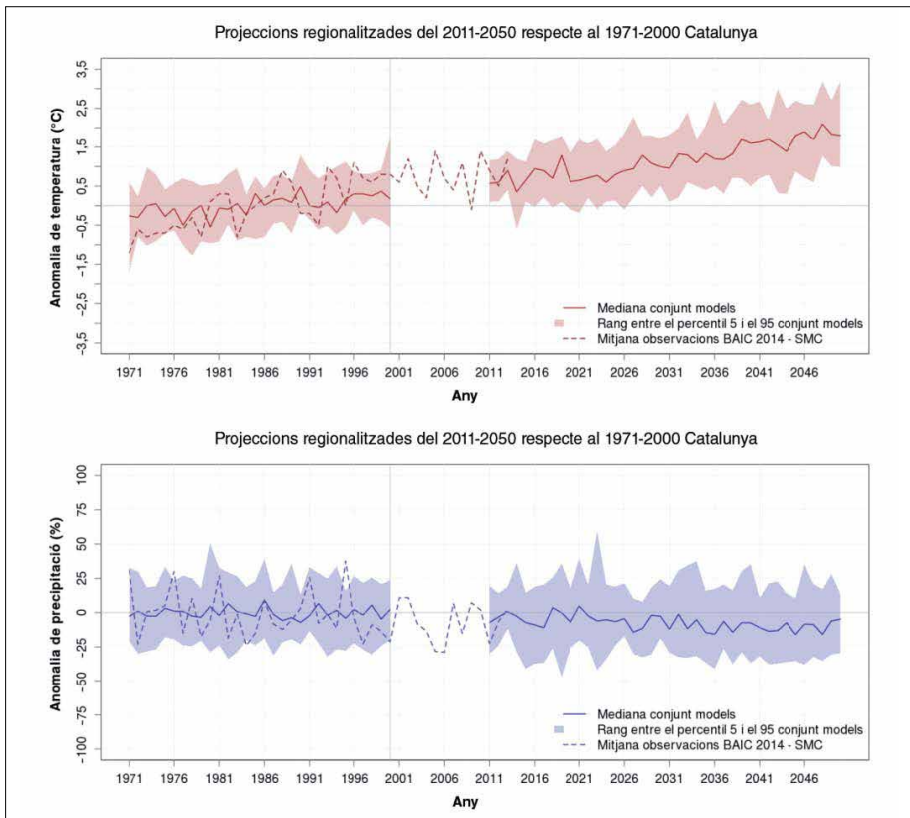 Projeccions regionalitzades del 2011-2050 respecte al 1971-2000 Catalunya
Anomalia de temperatura (°C)
3,5
2,5
1,5
0,5
-0,5
-1,5
-2,5
-3,5
Mediana conjunt models
Rang entre el percentil 5 i el 95 conjunt models
Mitjana observacions BAIC 2014 - SMC
1971 1976 1981 1986 1991 1996 2001 2006 2011 2016 2021 2026 2031 2036 2041 2046
Any
Projeccions regionalitzades del 2011-2050 respecte al 1971-2000 Catalunya
Anomalia de precipitació (%)
100
75
50
25
0
-25
-50
-75
-100
Mediana conjunt models
Rang entre el percentil 5 i el 95 conjunt models
Mitjana observacions BAIC 2014 - SMC
1971 1976 1981 1986 1991 1996 2001 2006 2011 2016 2021 2026 2031 2036 2041 2046
Any